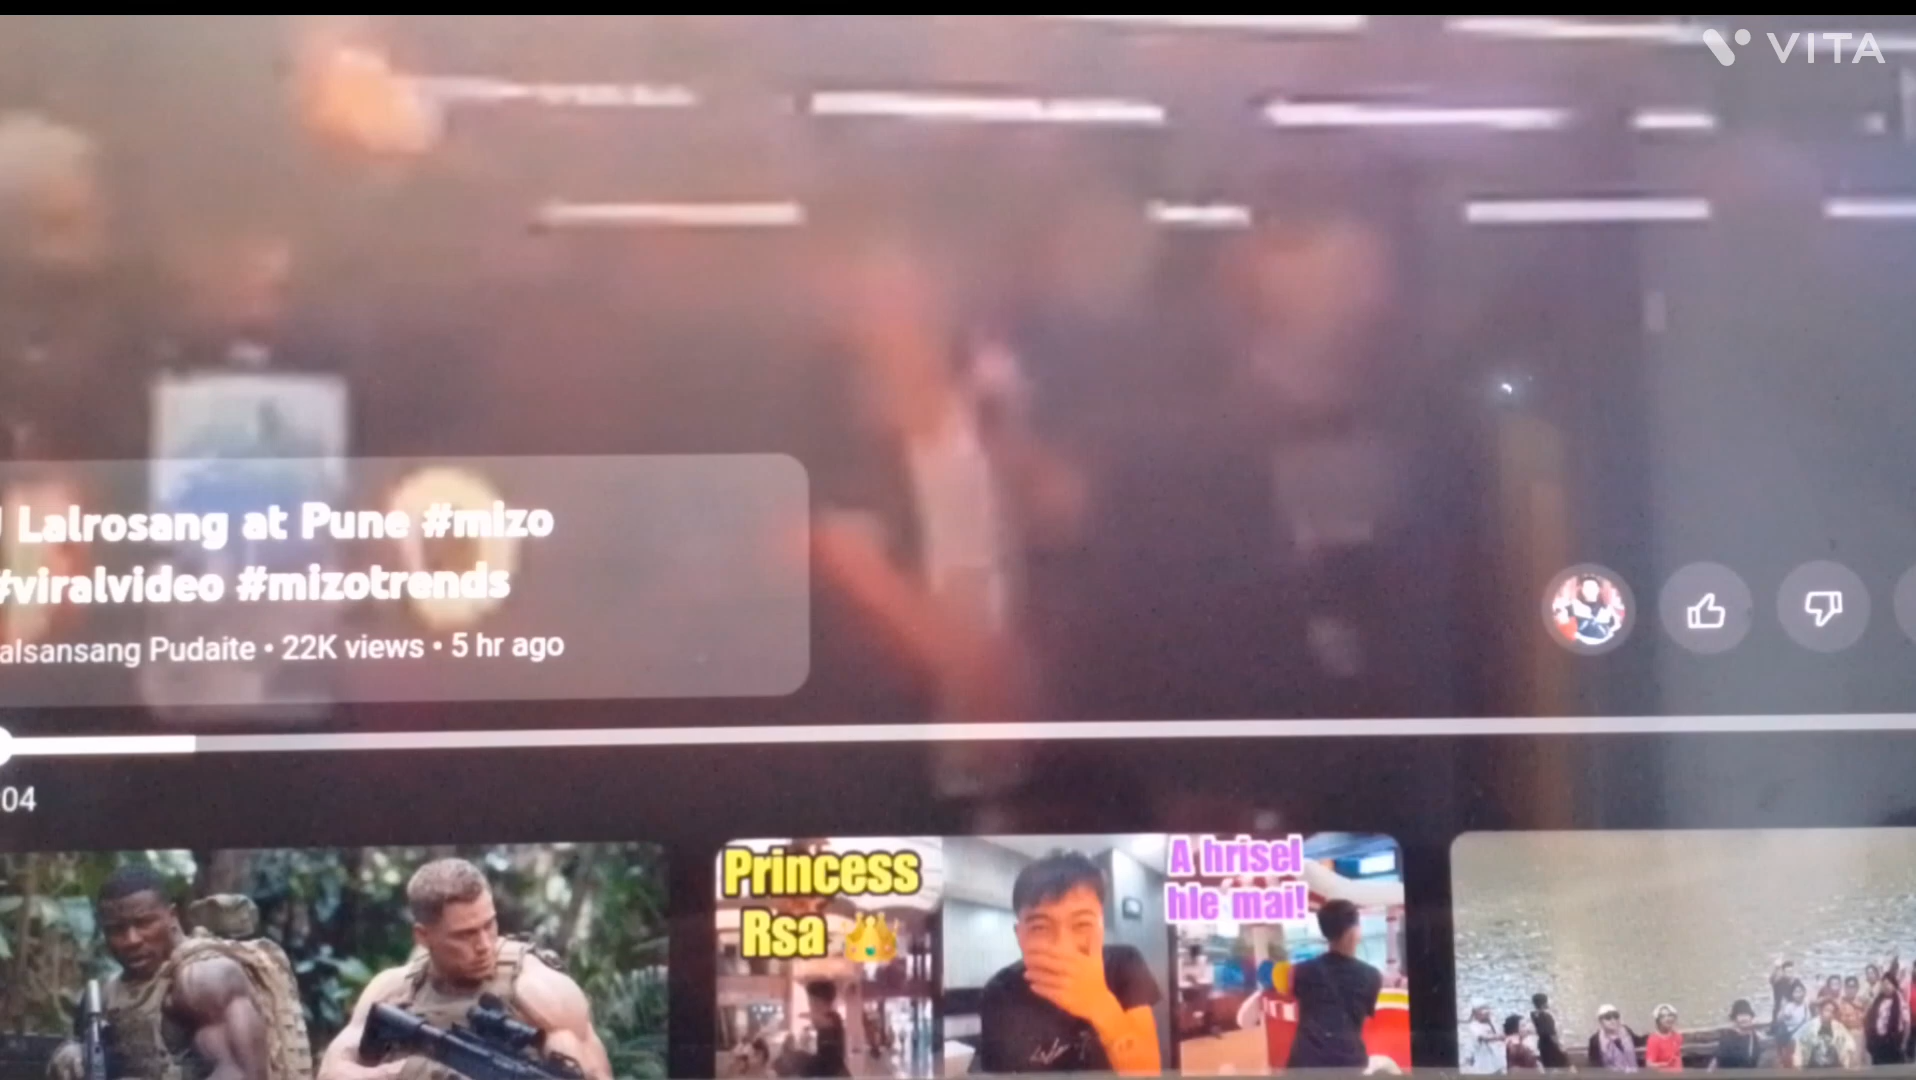 VITA
Lalrosang at Pune #mizo
#viralvideo #mizotrends
alsansang Pudaite • 22K views • 5 hr ago
04
Princess
Rsa
A hrisel
hle mai!